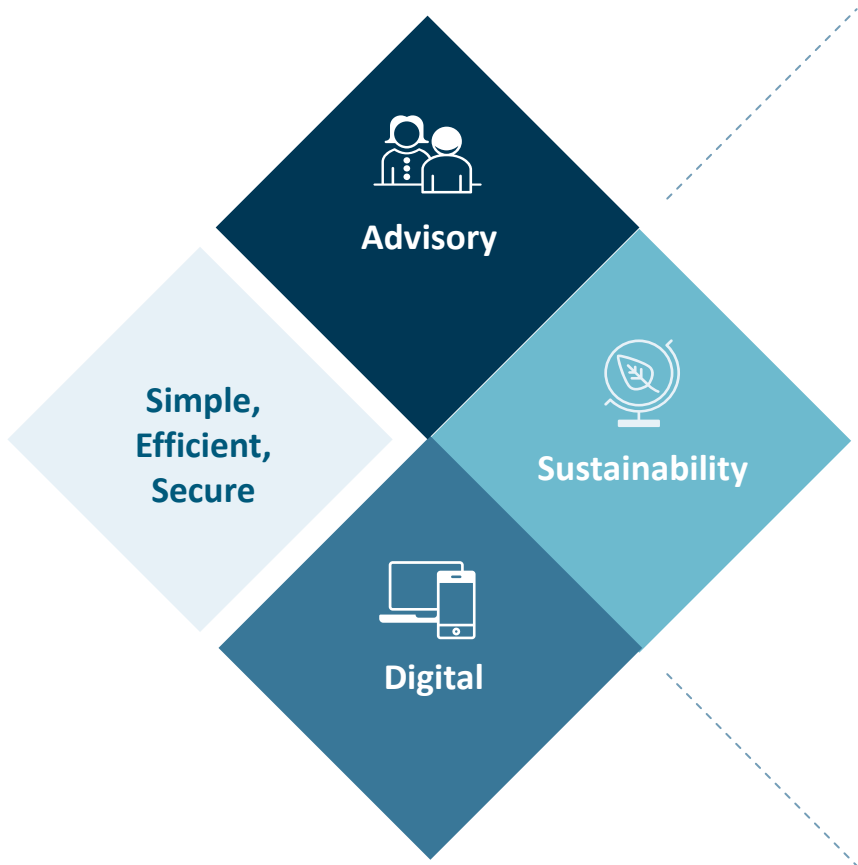 Advisory
Simple,
Efficient,
Secure
Sustainability
Digital